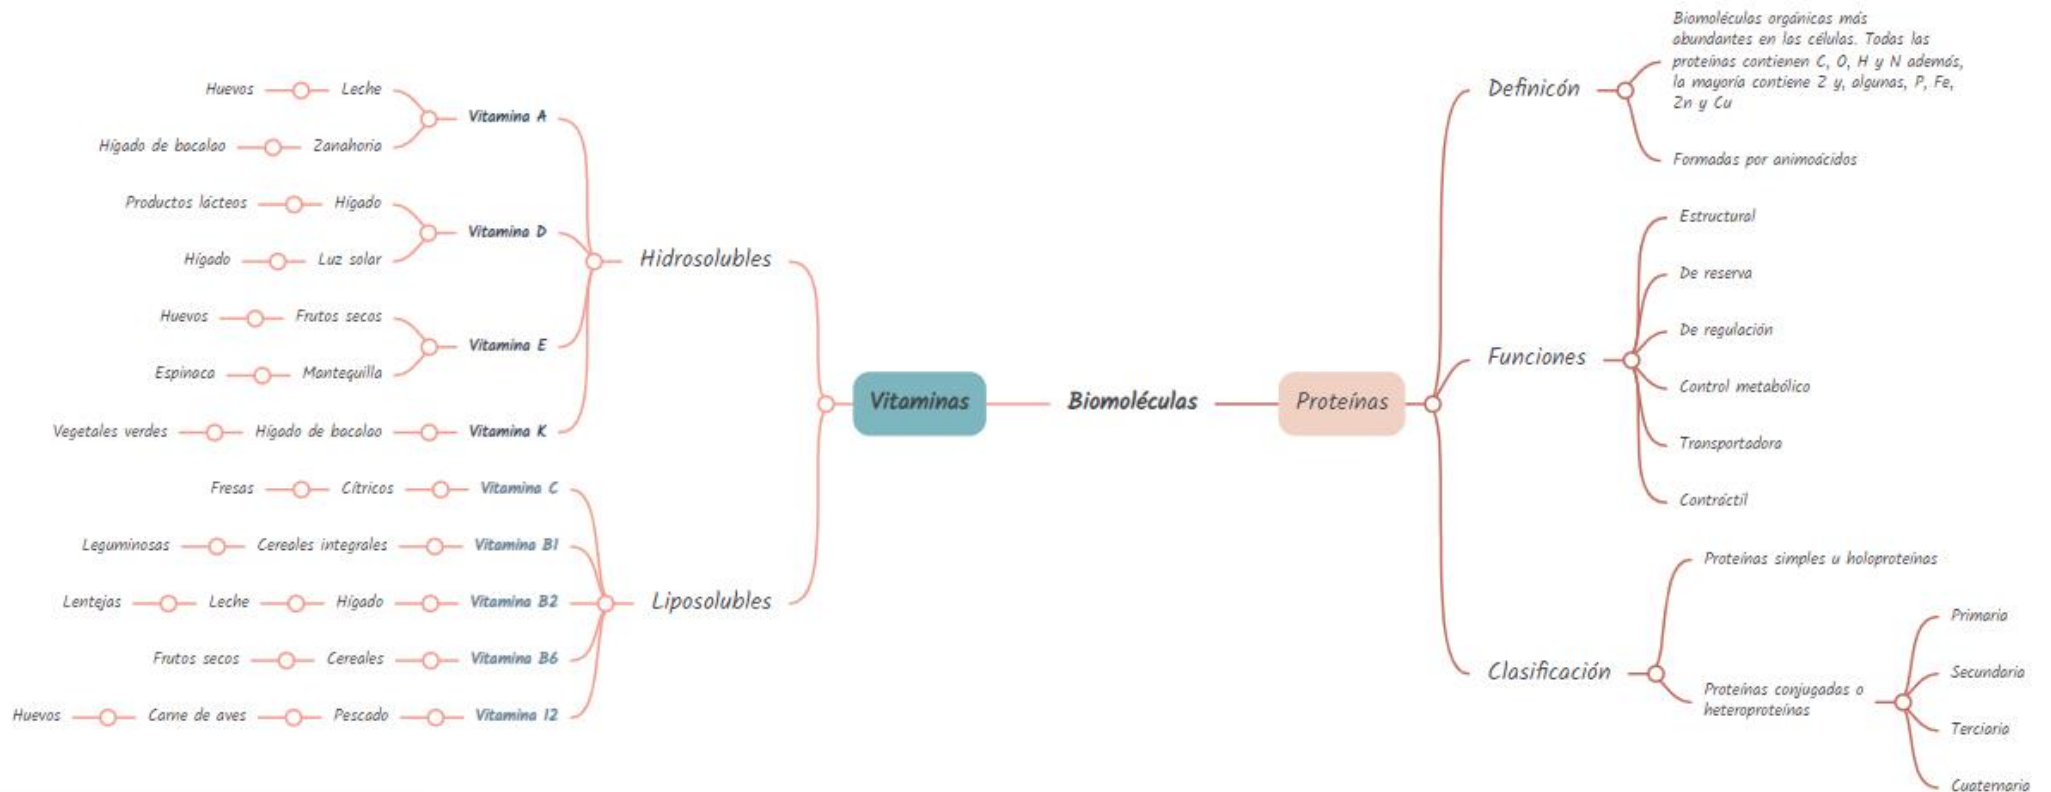 Huevos
Leche
Vitamina A
Hígado de bacalao
Zanahoria
Productos lácteos
Hígado
Vitamina D
Hígado
Luz solar
Hidrosolubles
Huevos
Frutos secos
Vitamina E
Espinaca
Mantequilla
Vegetales verdes
Hígado de bacalao
Vitamina K
Fresas
Cítricos
Vitamina C
Leguminosas
Cereales integrales
Vitamina B1
Lentejas
Leche
Hígado
Vitamina B2
Liposolubles
Frutos secos
Cereales
Vitamina B6
Huevos
Carne de aves
Pescado
Vitamina 12
Vitaminas
Biomoléculas
Proteínas
Definicón
Biomoléculas orgánicas más
abundantes en las células. Todas las
proteínas contienen C, O, H y N además,
la mayoría contiene Z y, algunas, P, Fe,
Zn y Cu
Formadas por animoácidos
Funciones
Estructural
De reserva
De regulación
Control metabólico
Transportadora
Contráctil
Clasificación
Proteínas simples u holoproteínas
Proteínas conjugadas o
heteroproteínas
Primaria
Secundaria
Terciaria
Cuaternaria